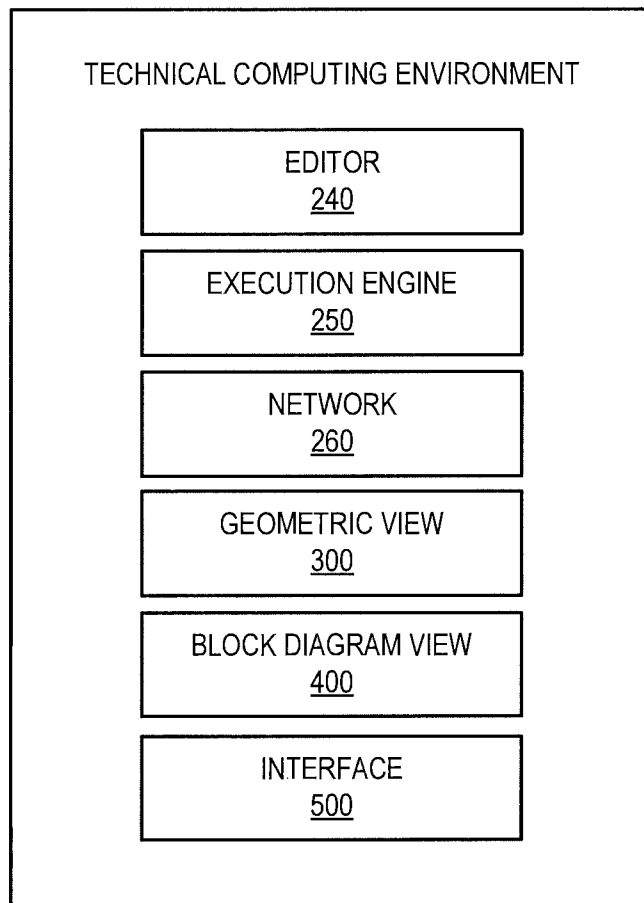 TECHNICAL COMPUTING ENVIRONMENT
EDITOR
240
EXECUTION ENGINE
250
NETWORK
260
GEOMETRIC VIEW
300
BLOCK DIAGRAM VIEW
400
INTERFACE
500